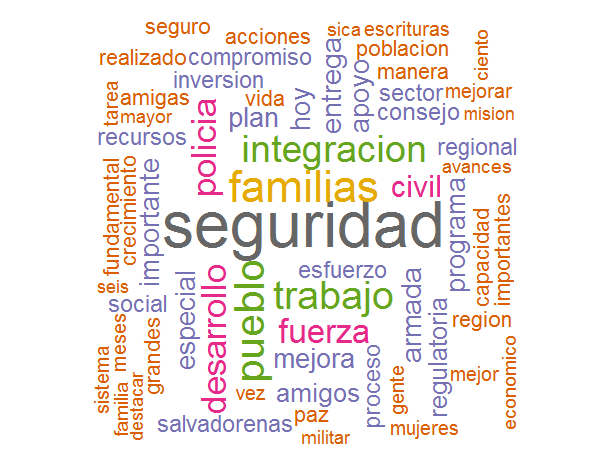 seguro
acciones
sica
escrituras
realizado
compromiso
poblacion
ciento
inversion
manera
tarea
amigas
vida
hoy
entrega
apoyo
sector
mejorar
mayor
policia
plan
consejo
mision
recursos
integracion
regional
fundamental
crecimiento
importante
familias
civil
programa
avances
seguridad
capacidad
importantes
seis
social
especial
desarrollo
pueblo
esfuerzo
trabajo
armada
regulatoria
region
sistema
familia
meses
destacar
grandes
fuerza
mejora
proceso
gente
mejor
economico
vez
amigos
salvadorenas
paz
militar
mujeres